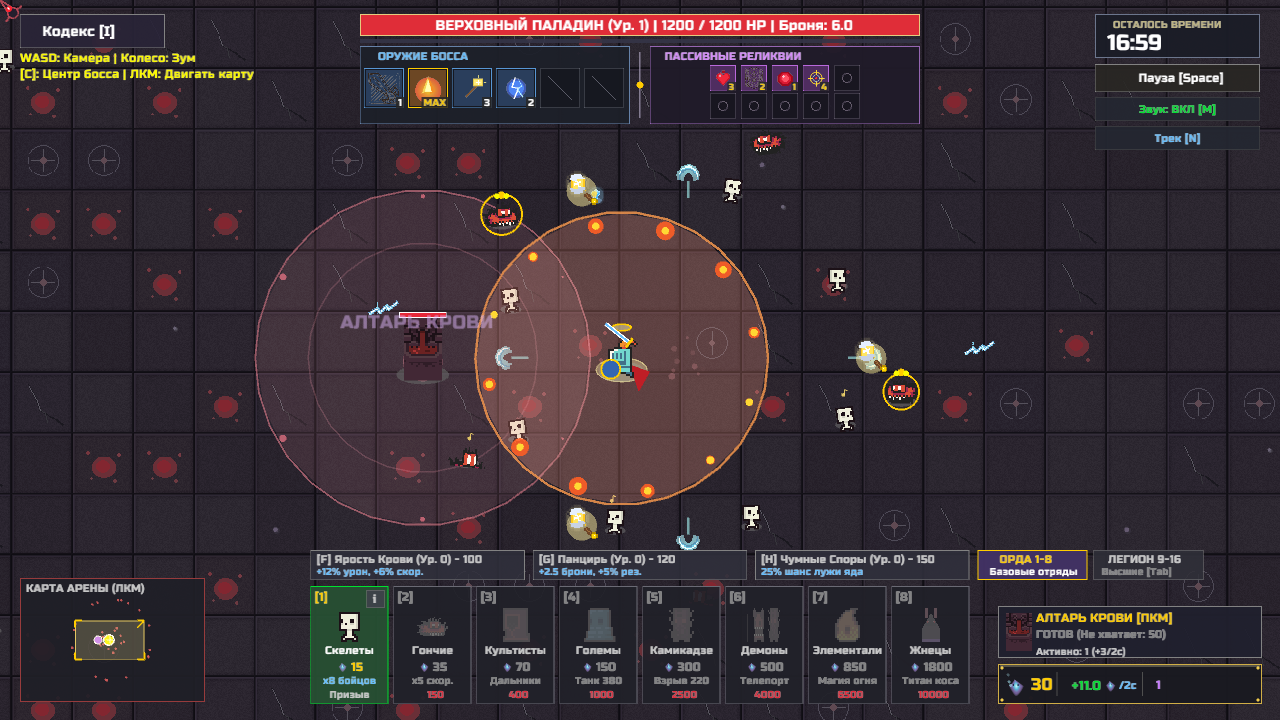 Кодекс [I]
WASD: Камера | Колесо: Зум
[C]: Центр босса | ЛКМ: Двигать карту
ВЕРХОВНЫЙ ПАЛАДИН (Ур. 1) | 1200 / 1200 HP | Броня: 6.0
ОРУЖИЕ БОССА
1
MAX
3
2
ПАССИВНЫЕ РЕЛИКВИИ
3
2
1
4
ОСТАЛОСЬ ВРЕМЕНИ
16:59
Пауза [Space]
Звук: ВКЛ [M]
Трек [N]
АЛТАРЬ КРОВИ
[F] Ярость Крови (Ур. 0) - 100
+12% урон, +6% скор.
[G] Панцирь (Ур. 0) - 120
+2.5 брони, +5% рез.
[H] Чумные Споры (Ур. 0) - 150
25% шанс лужи яда
ОРДА 1-8
Базовые отряды
ЛЕГИОН 9-16
Высшие [Tab]
КАРТА АРЕНЫ (ПКМ)
[1]
i
Скелеты
15
x8 бойцов
Призыв
[2]
Гончие
35
x5 скор.
150
[3]
Культисты
70
Дальники
400
[4]
Големы
150
Танк 380
1000
[5]
Камикадзе
300
Взрыв 220
2500
[6]
Демоны
500
Телепорт
4000
[7]
Элементали
850
Магия огня
6500
[8]
Жнецы
1800
Титан коса
10000
АЛТАРЬ КРОВИ [ПКМ]
ГОТОВ (Не хватает: 50)
Активно: 1 (+3/2с)
30
+11.0 /2с
1